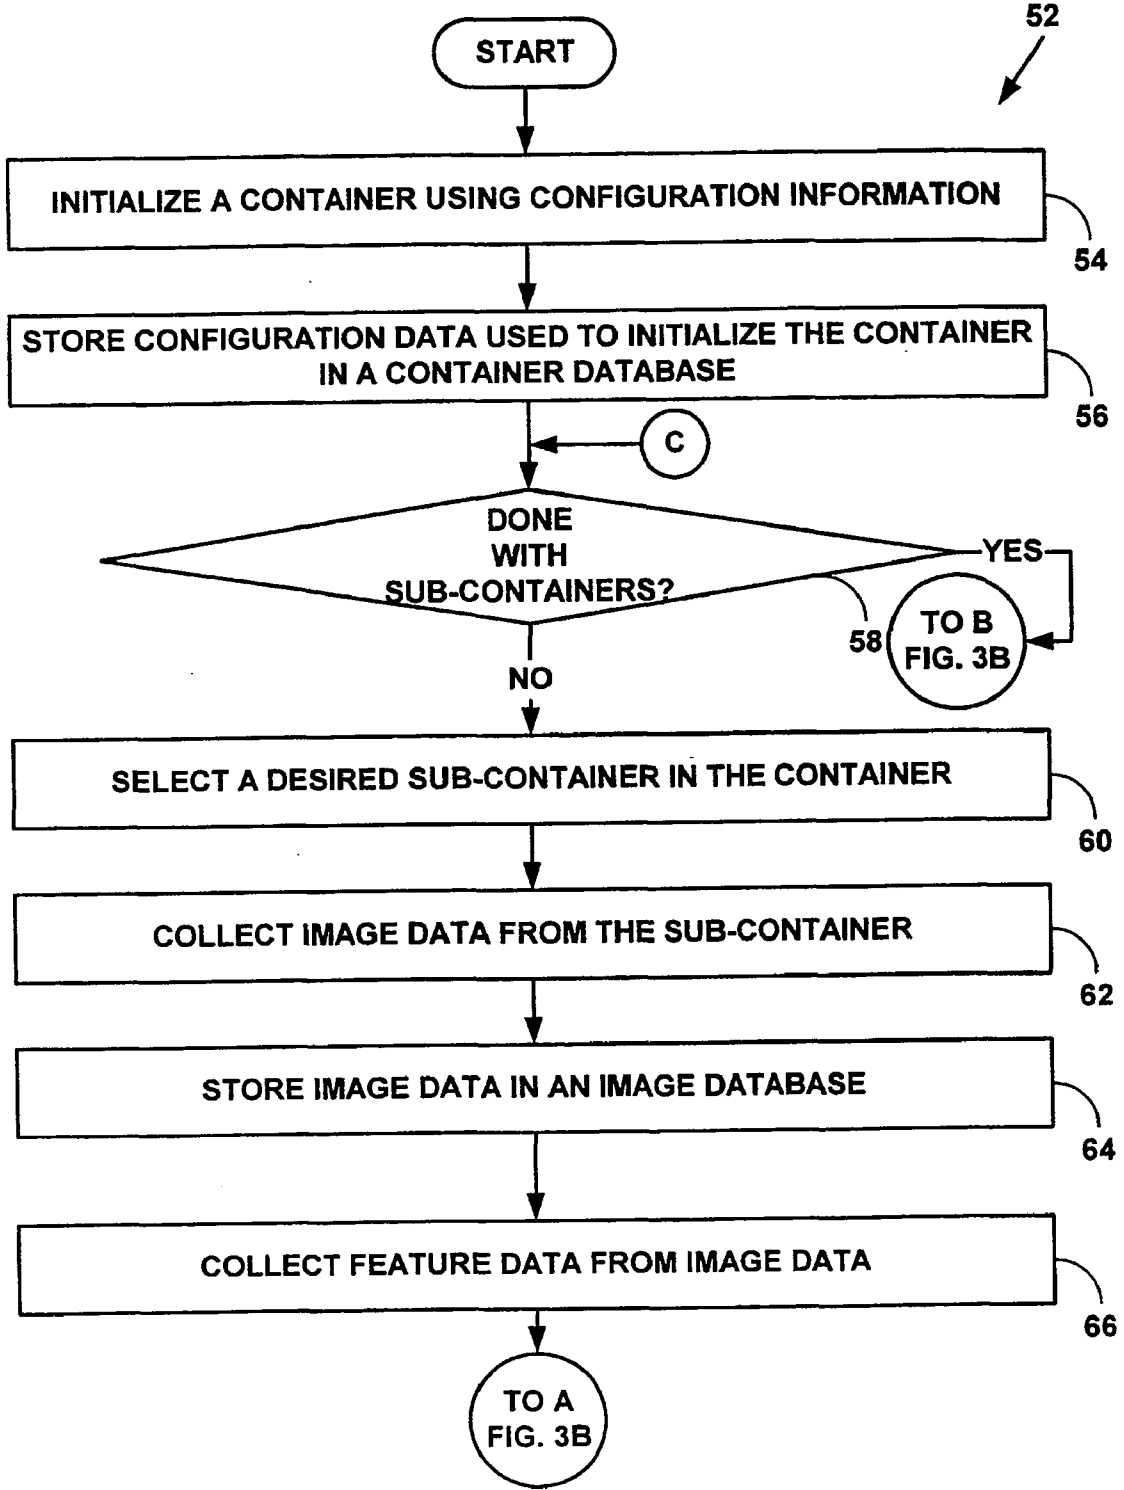 52
START
INITIALIZE A CONTAINER USING CONFIGURATION INFORMATION
54
STORE CONFIGURATION DATA USED TO INITIALIZE THE CONTAINER
IN A CONTAINER DATABASE
56
C
DONE
WITH
SUB-CONTAINERS?
YES
58
TO B
FIG. 3B
NO
SELECT A DESIRED SUB-CONTAINER IN THE CONTAINER
60
COLLECT IMAGE DATA FROM THE SUB-CONTAINER
62
STORE IMAGE DATA IN AN IMAGE DATABASE
64
COLLECT FEATURE DATA FROM IMAGE DATA
66
TO A
FIG. 3B